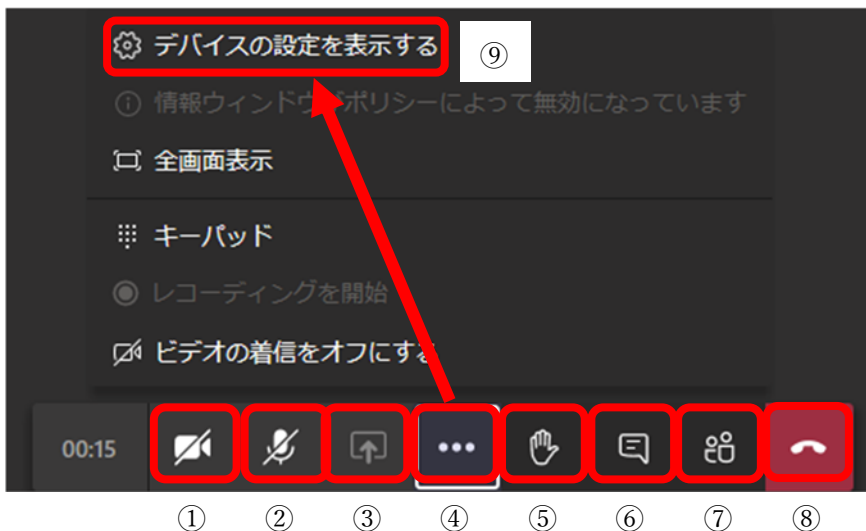 デバイスの設定を表示する
⑨
情報ウィンドウがポリシーによって無効になっています
全画面表示
キーパッド
レコーディングを開始
ビデオの着信をオフにする
00:15
① ② ③ ④ ⑤ ⑥ ⑦ ⑧